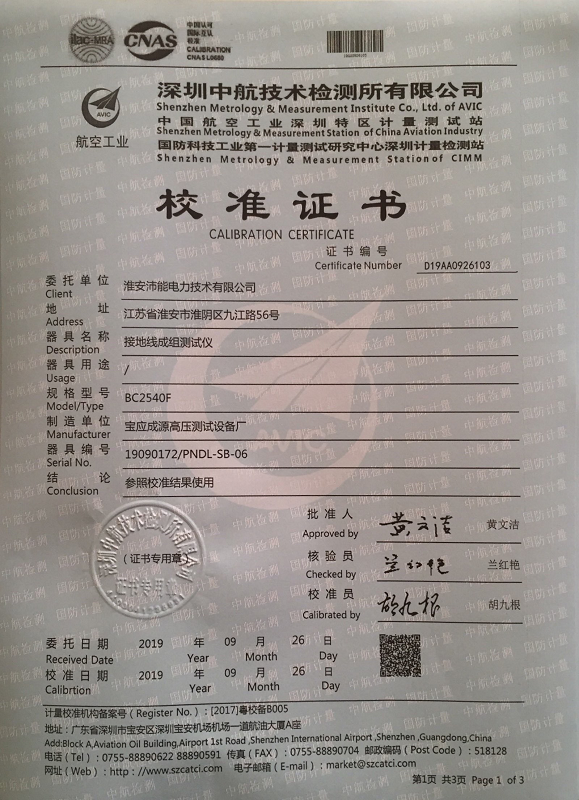 ilac-MRA
CNAS
中国认可
国际互认
校准
CALIBRATION
CNAS L0660
AVIC
航空工业
深圳中航技术检测所有限公司
Shenzhen Metrology & Measurement Institute Co., Ltd. of AVIC
中国航空工业深圳特区计量测试站
Shenzhen Metrology & Measurement Station of China Aviation Industry
国防科技工业第一计量测试研究中心深圳计量检测站
Shenzhen Metrology & Measurement Station of CIMM
校准证书
CALIBRATION CERTIFICATE
证书编号
Certificate Number D19AA0926103
委托单位 淮安沛能电力技术有限公司
Client
地址 江苏省淮安市淮阴区九江路56号
Address
器具名称 接地线成组测试仪
Description
器具用途 /
Usage
规格型号 BC2540F
Model/Type
制造单位 宝应成源高压测试设备厂
Manufacturer
器具编号 19090172/PNDL-SB-06
Serial No.
结论 参照校准结果使用
Conclusion
批准人 黄文洁
Approved by
(证书专用章)
核验员 兰红艳
Checked by
校准员 胡九根
Calibrated by
委托日期 2019 年 09 月 26 日
Received Date Year Month Day
校准日期 2019 年 09 月 26 日
Calibrtion Year Month Day
计量校准机构备案号（Register No.）：[2017]粤校备B005
地址：广东省深圳市宝安区深圳宝安机场机场一道航油大厦A座
Add:Block A,Aviation Oil Building,Airport 1st Road ,Shenzhen International Airport ,Shenzhen ,Guangdong,China
电话（Tel）: 0755-88890622 88890591 传真（FAX）: 0755-88890704 邮政编码（Post Code）: 518128
网址（Web）: http://www.szcatci.com 电子邮箱（E-mail）: market@szcatci.com
第1页 共3页 Page 1 of 3